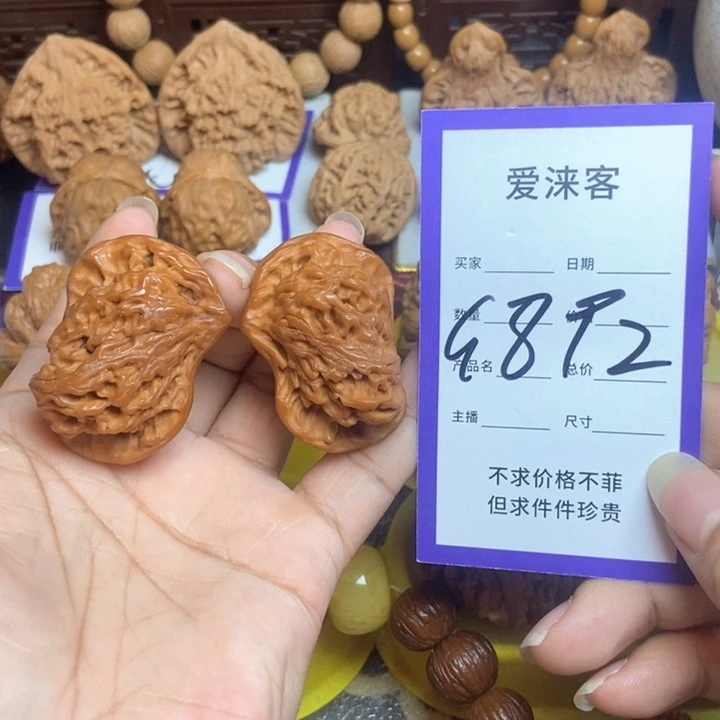 爱涞客
买家 日期
数量 价
产品名 总价
主播 尺寸
不求价格不菲
但求件件珍贵